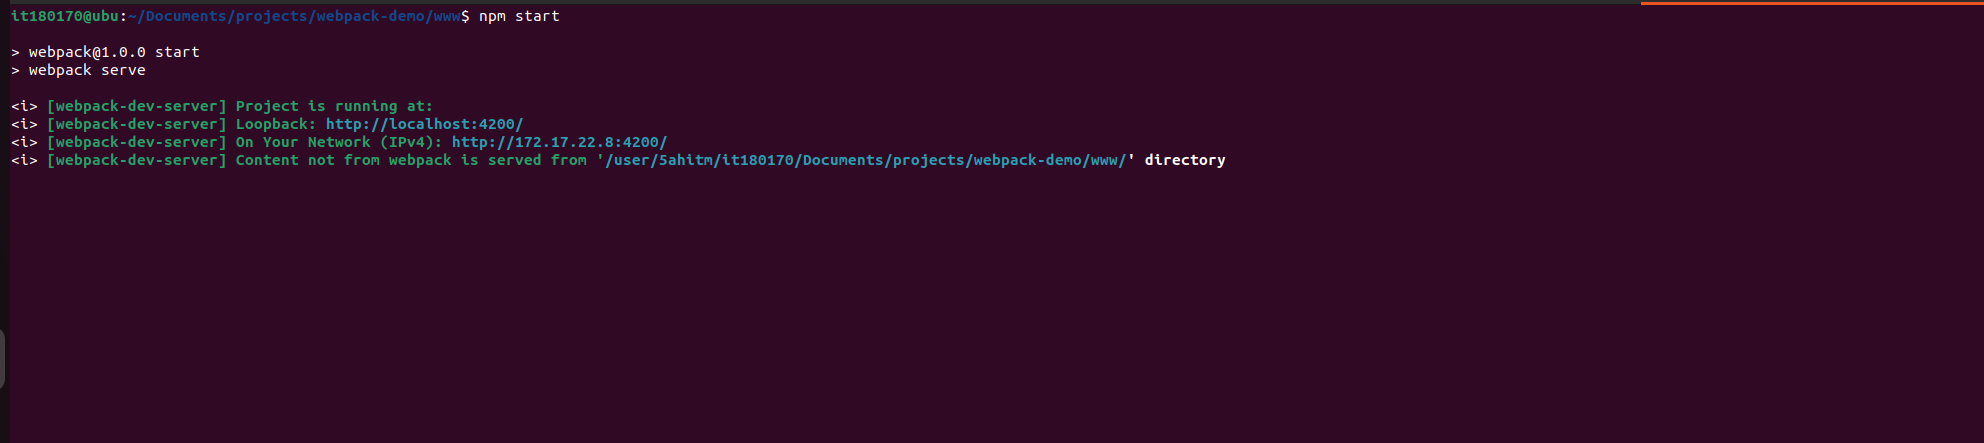 it180170@ubu:~/Documents/projects/webpack-demo/www$ npm start
> webpack@1.0.0 start
> webpack serve
<i> [webpack-dev-server] Project is running at:
<i> [webpack-dev-server] Loopback: http://localhost:4200/
<i> [webpack-dev-server] On Your Network (IPv4): http://172.17.22.8:4200/
<i> [webpack-dev-server] Content not from webpack is served from '/user/5ahitm/it180170/Documents/projects/webpack-demo/www/' directory